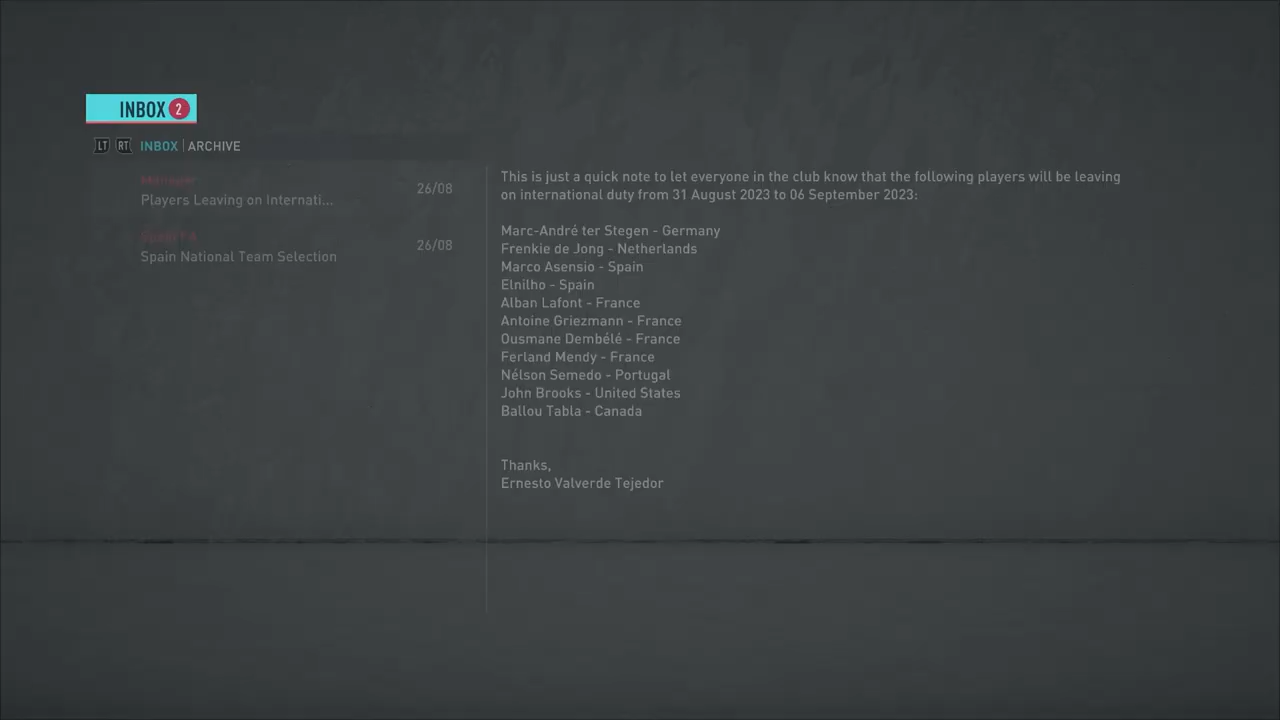 INBOX 2
LT RT INBOX | ARCHIVE
Manager
Players Leaving on Internati... 26/08
Spain National Team Selection 26/08
This is just a quick note to let everyone in the club know that the following players will be leaving
on international duty from 31 August 2023 to 06 September 2023:
Marc-André ter Stegen - Germany
Frenkie de Jong - Netherlands
Marco Asensio - Spain
Elnilho - Spain
Alban Lafont - France
Antoine Griezmann - France
Ousmane Dembélé - France
Ferland Mendy - France
Nélson Semedo - Portugal
John Brooks - United States
Ballou Tabla - Canada
Thanks,
Ernesto Valverde Tejedor